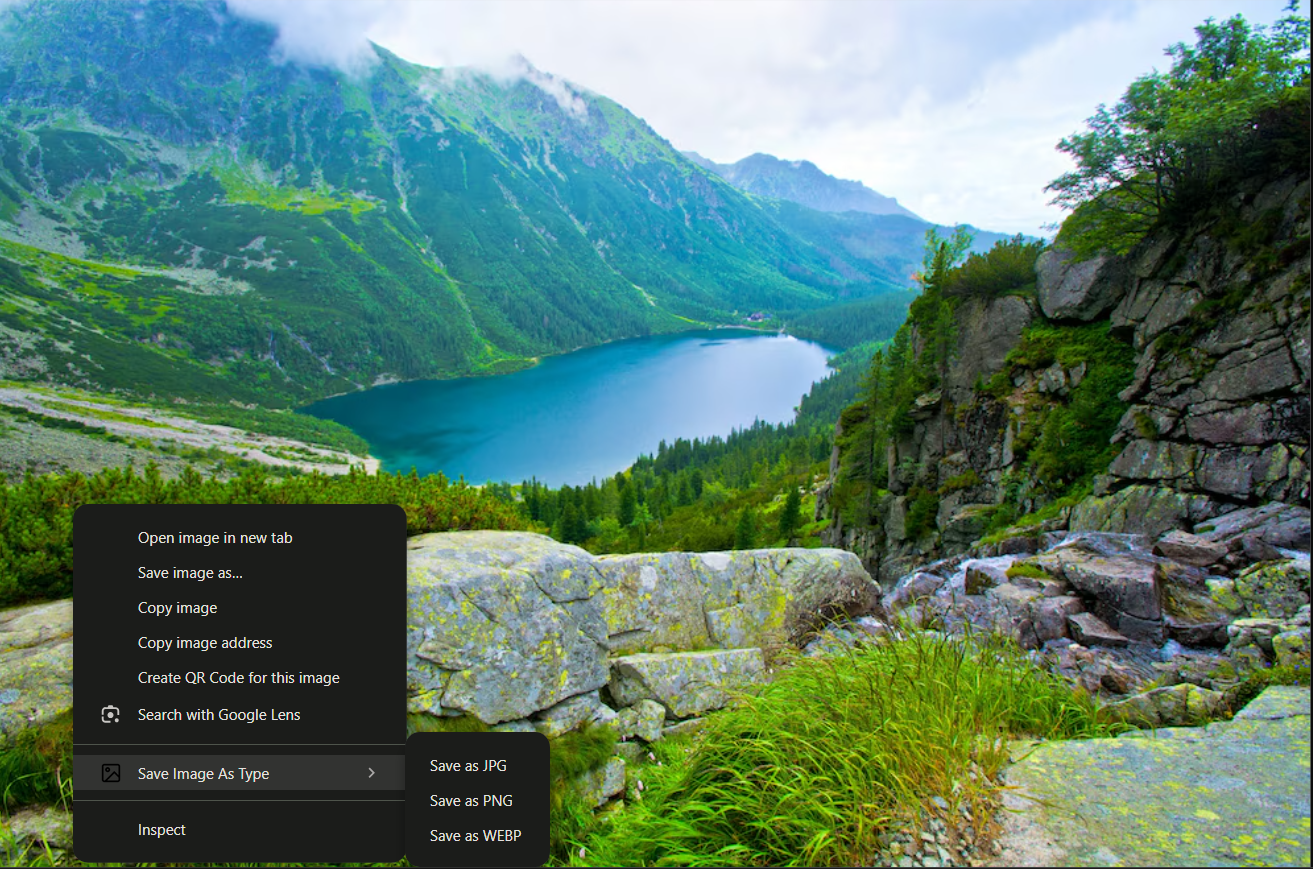 Open image in new tab
Save image as...
Copy image
Copy image address
Create QR Code for this image
Search with Google Lens
Save Image As Type
Inspect
Save as JPG
Save as PNG
Save as WEBP